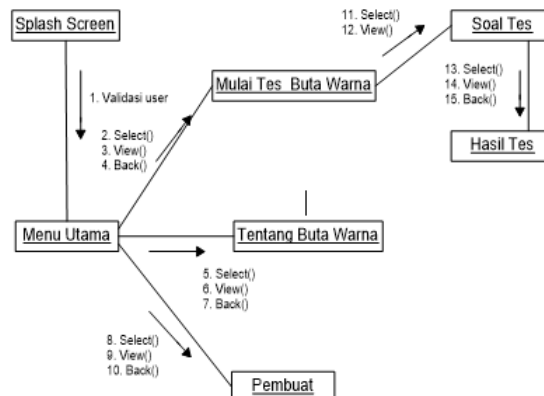 Splash Screen
1. Validasi user
Menu Utama
2. Select()
3. View()
4. Back()
Mulai Tes Buta Warna
11. Select()
12. View()
Soal Tes
13. Select()
14. View()
15. Back()
Hasil Tes
Tentang Buta Warna
5. Select()
6. View()
7. Back()
8. Select()
9. View()
10. Back()
Pembuat